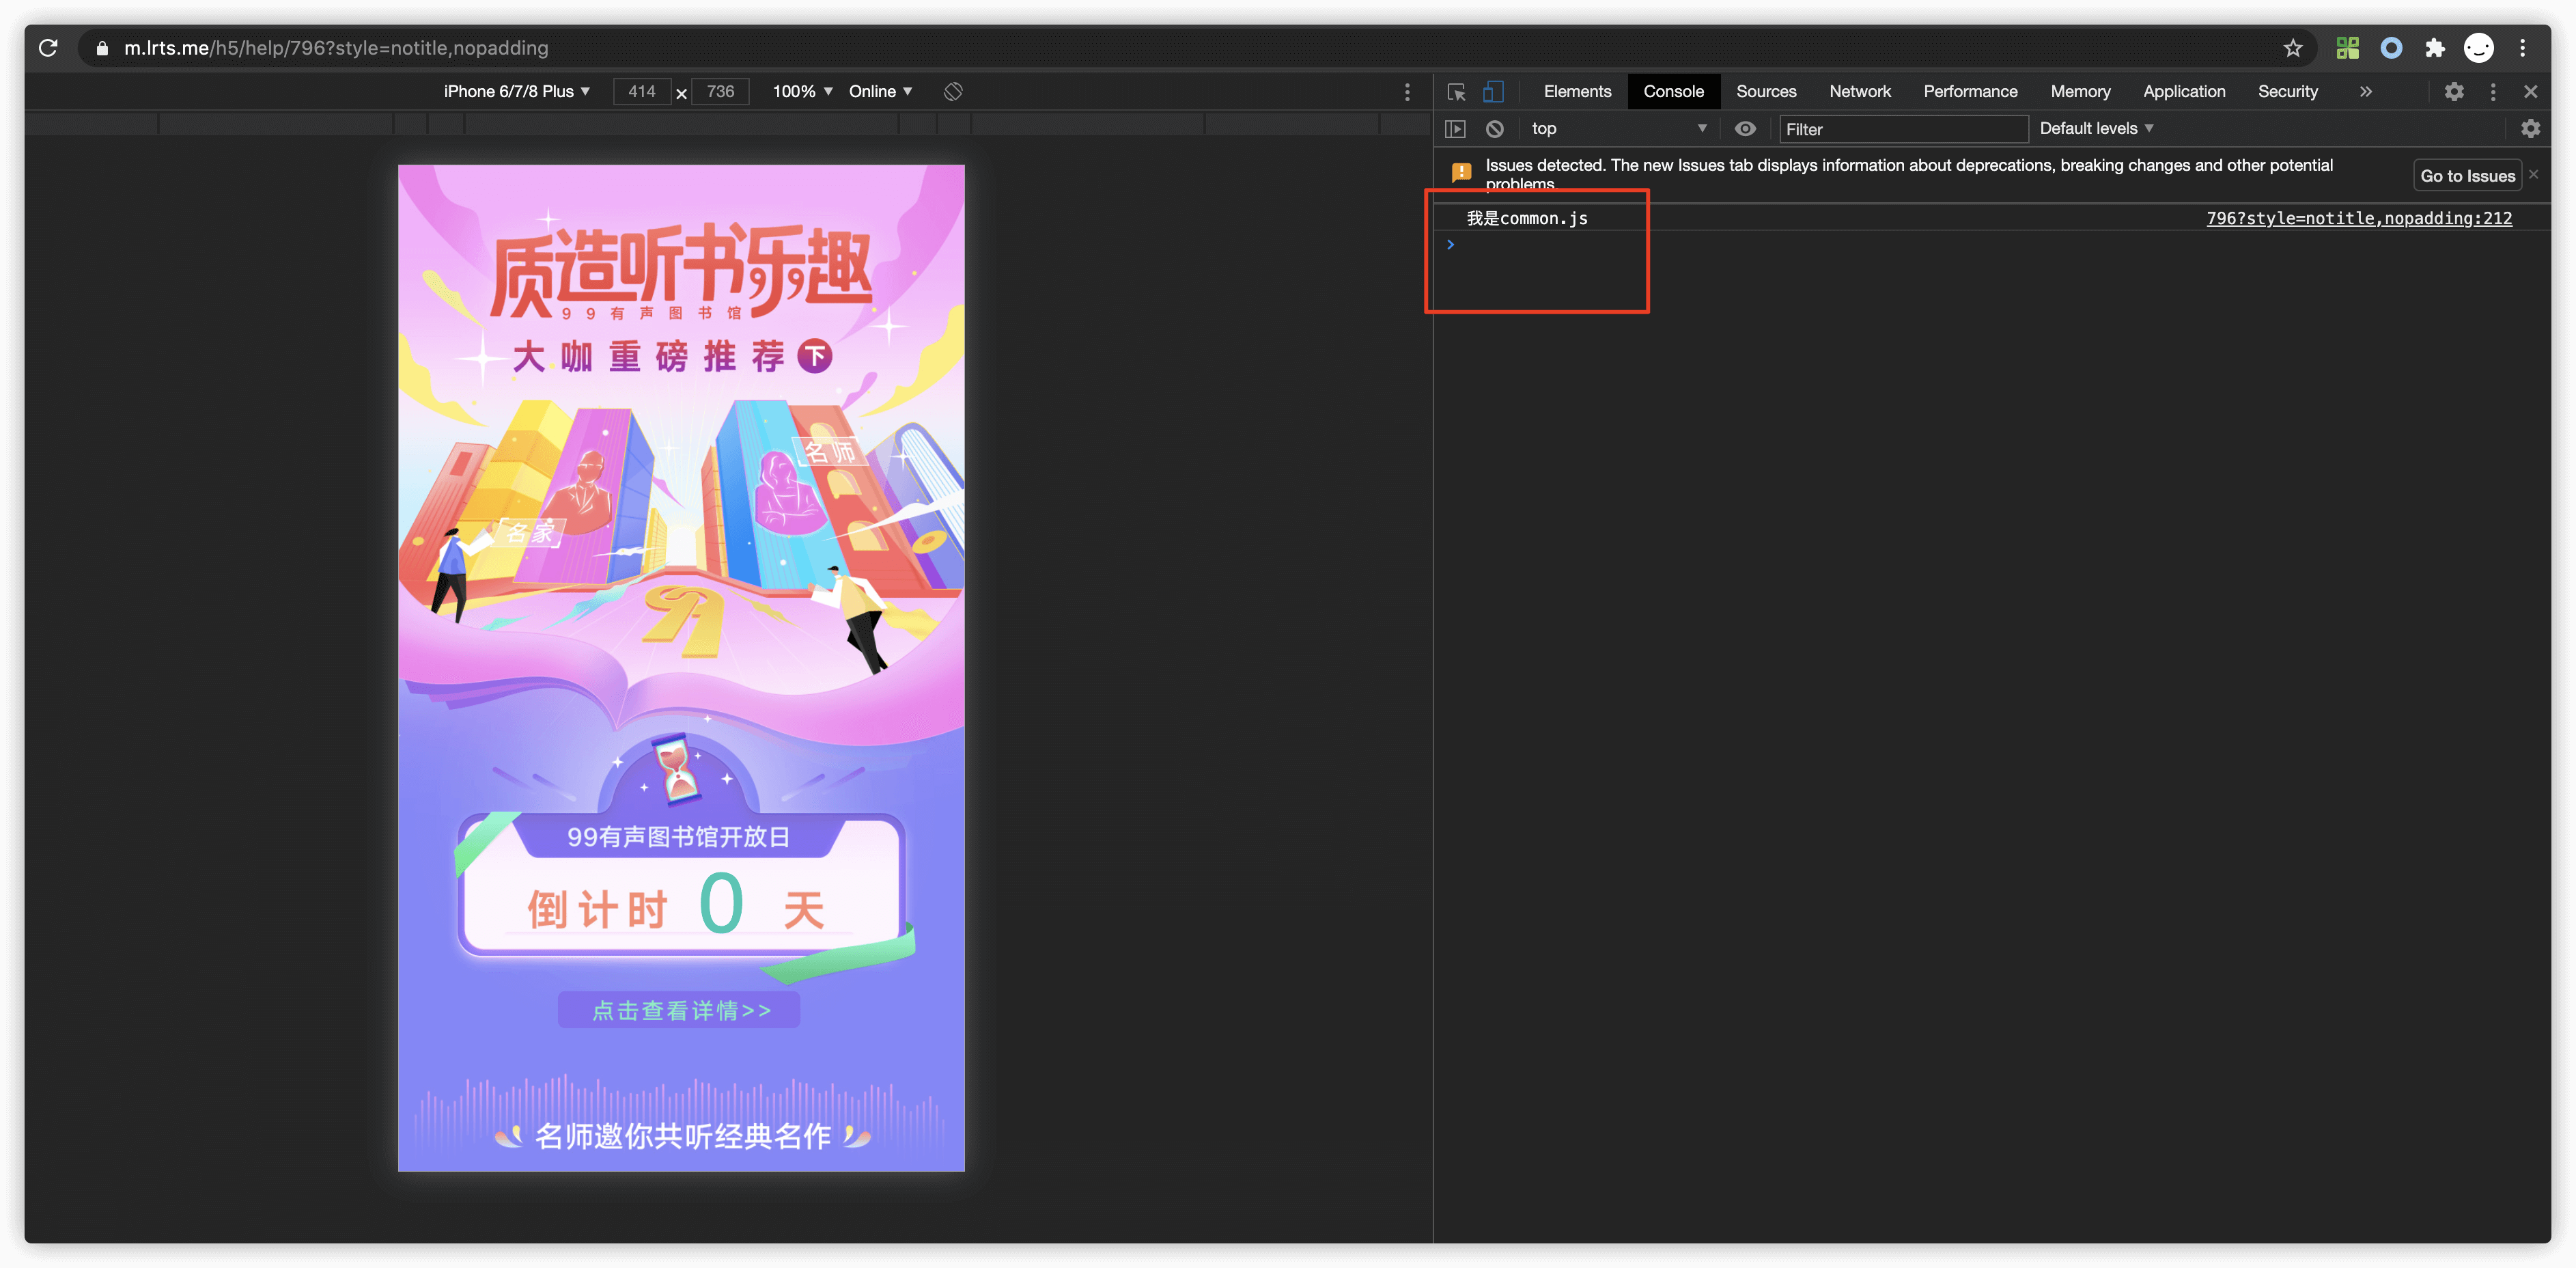 m.lrts.me/h5/help/796?style=notitle,nopadding
iPhone 6/7/8 Plus 414 × 736 100% Online
Elements Console Sources Network Performance Memory Application Security
top Filter Default levels
Issues detected. The new Issues tab displays information about deprecations, breaking changes and other potential
problems.
Go to Issues
我是common.js 796?style=notitle,nopadding:212
质造听书乐趣
99有声图书馆
大咖重磅推荐下
名师
名家
99
99有声图书馆开放日
倒计时 0 天
点击查看详情>>
名师邀你共听经典名作